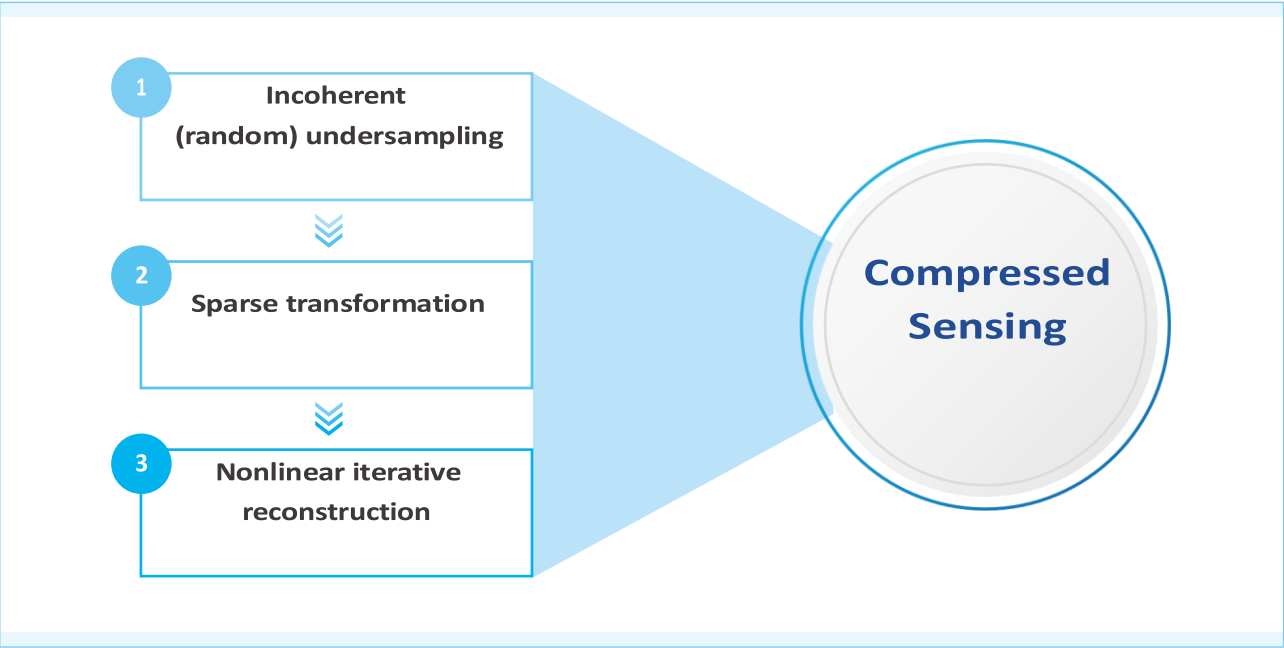 1
Incoherent
(random) undersampling
2
Sparse transformation
3
Nonlinear iterative
reconstruction
Compressed
Sensing